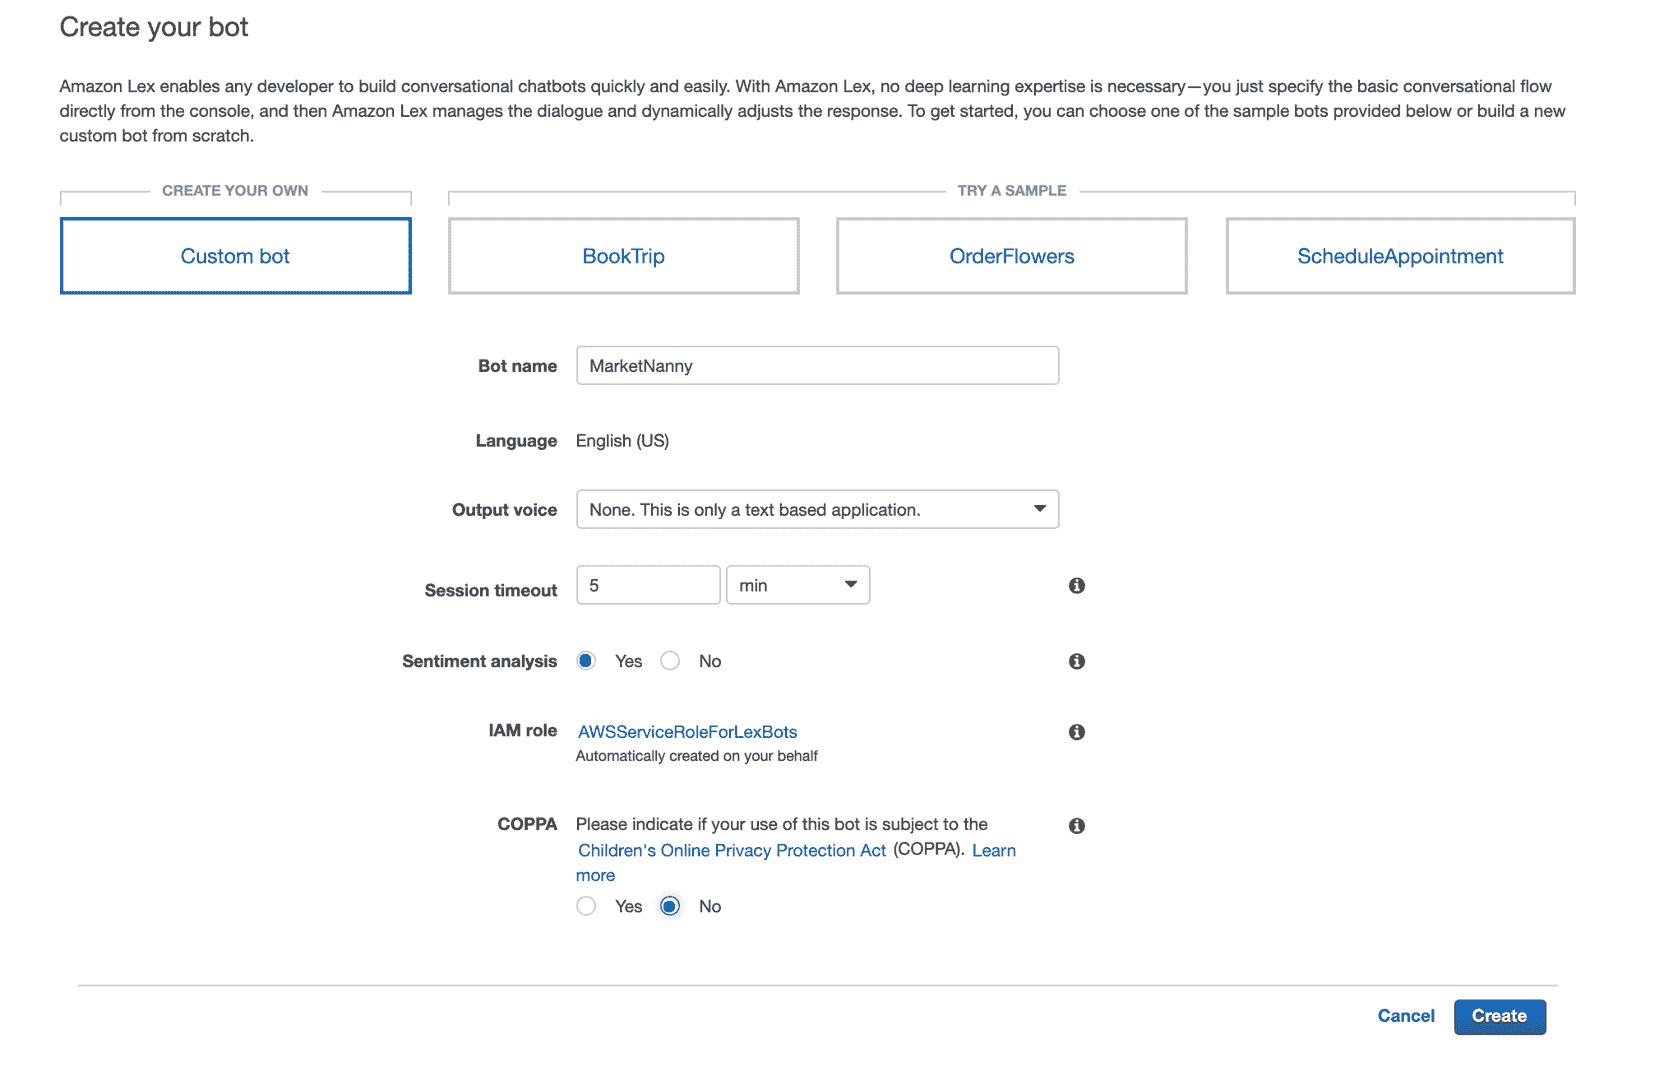 Create your bot
Amazon Lex enables any developer to build conversational chatbots quickly and easily. With Amazon Lex, no deep learning expertise is necessary—you just specify the basic conversational flow
directly from the console, and then Amazon Lex manages the dialogue and dynamically adjusts the response. To get started, you can choose one of the sample bots provided below or build a new
custom bot from scratch.
CREATE YOUR OWN
TRY A SAMPLE
Custom bot
BookTrip
OrderFlowers
ScheduleAppointment
Bot name
MarketNanny
Language
English (US)
Output voice
None. This is only a text based application.
Session timeout
5
min
Sentiment analysis
Yes
No
IAM role
AWSServiceRoleForLexBots
Automatically created on your behalf
COPPA
Please indicate if your use of this bot is subject to the
Children's Online Privacy Protection Act (COPPA). Learn
more
Yes
No
Cancel
Create